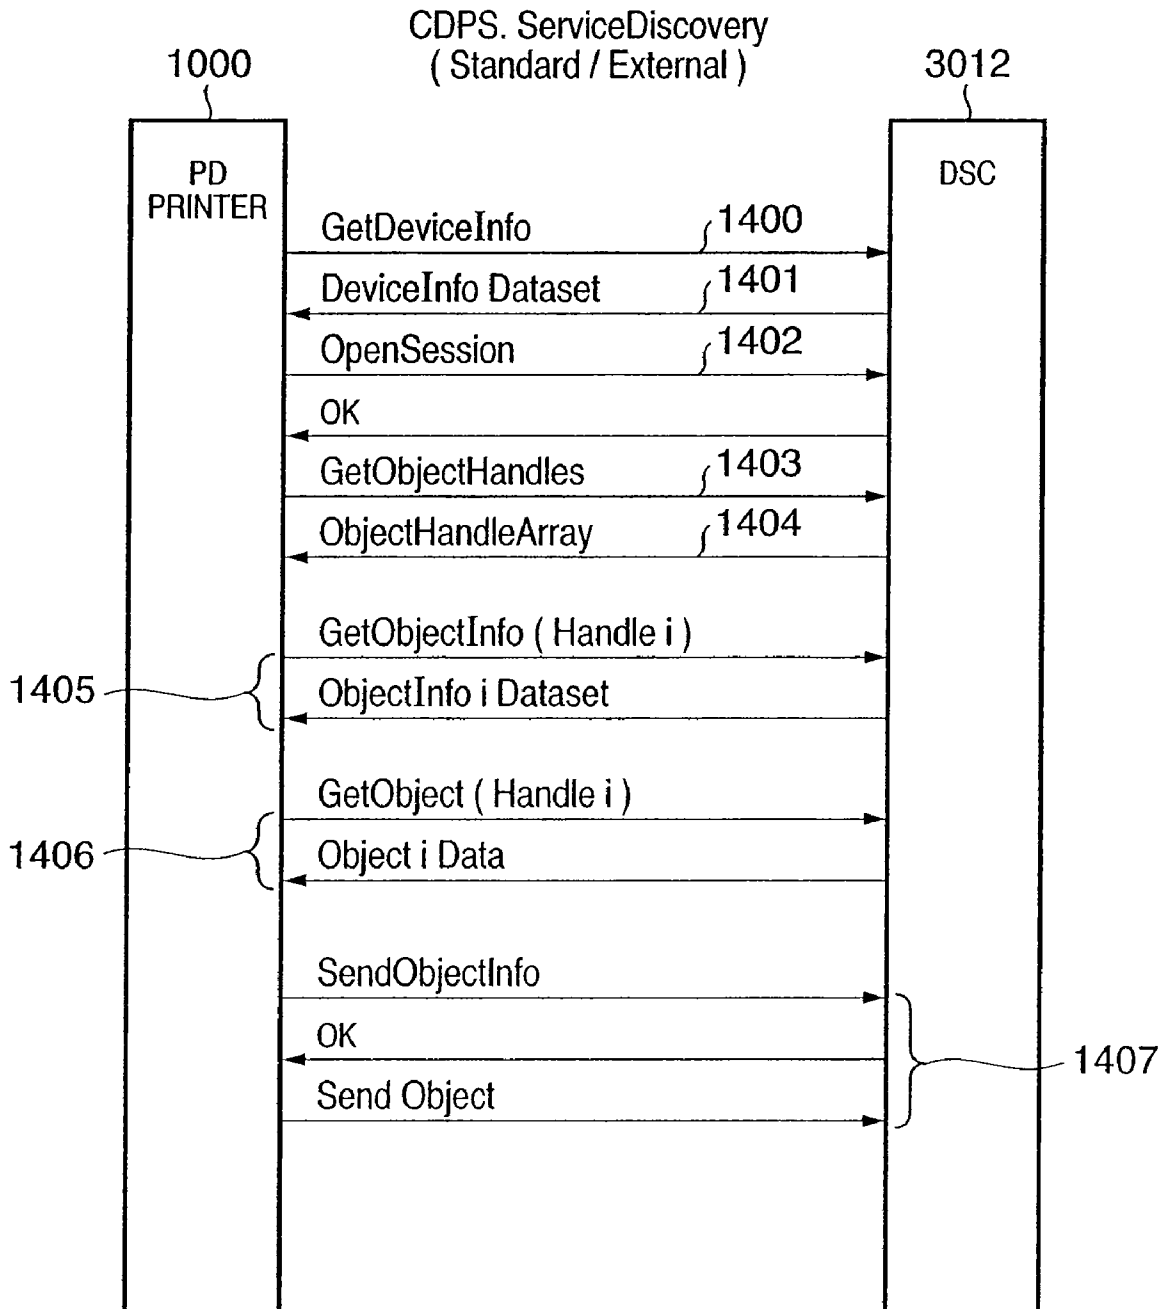 CDPS. ServiceDiscovery
( Standard / External )
1000
3012
PD
PRINTER
DSC
GetDeviceInfo
1400
DeviceInfo Dataset
1401
OpenSession
1402
OK
GetObjectHandles
1403
ObjectHandleArray
1404
GetObjectInfo ( Handle i )
1405
ObjectInfo i Dataset
GetObject ( Handle i )
1406
Object i Data
SendObjectInfo
OK
1407
Send Object